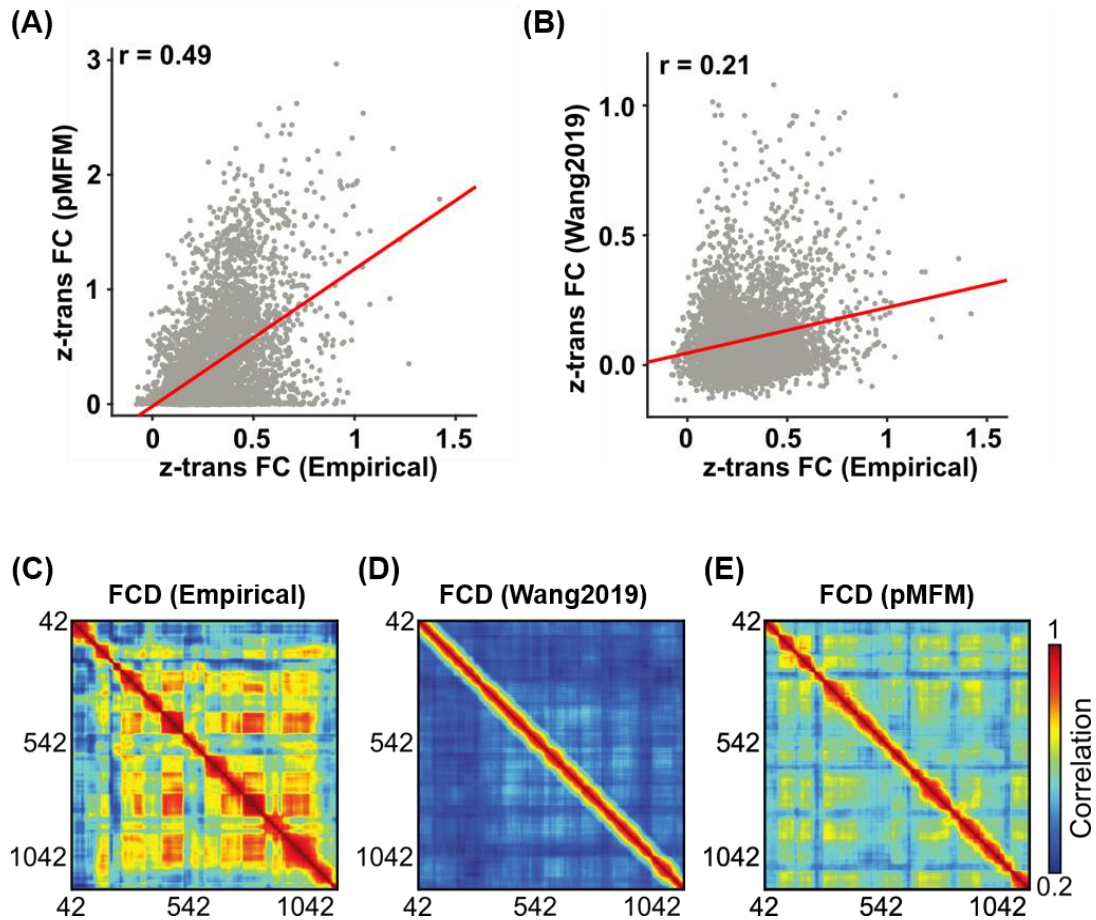 (A)
r = 0.49
3
2
1
0
z-trans FC (pMFM)
0 0.5 1 1.5
z-trans FC (Empirical)
(B)
r = 0.21
1.0
0.5
0.0
z-trans FC (Wang2019)
0 0.5 1 1.5
z-trans FC (Empirical)
(C)
FCD (Empirical)
42
542
1042
42 542 1042
(D)
FCD (Wang2019)
42
542
1042
42 542 1042
(E)
FCD (pMFM)
42
542
1042
42 542 1042
1
Correlation
0.2